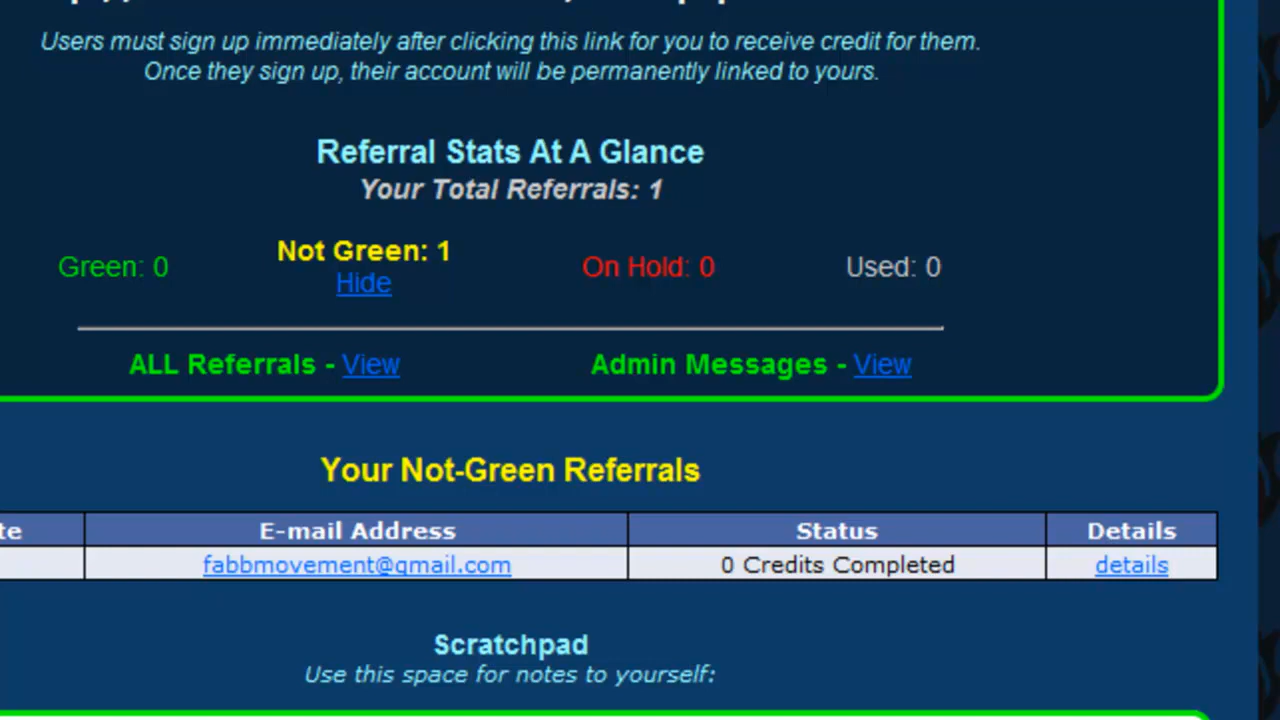 Users must sign up immediately after clicking this link for you to receive credit for them.
Once they sign up, their account will be permanently linked to yours.
Referral Stats At A Glance
Your Total Referrals: 1
Green: 0
Not Green: 1
Hide
On Hold: 0
Used: 0
ALL Referrals - View
Admin Messages - View
Your Not-Green Referrals
te E-mail Address Status Details
fabbmovement@gmail.com 0 Credits Completed details
Scratchpad
Use this space for notes to yourself: